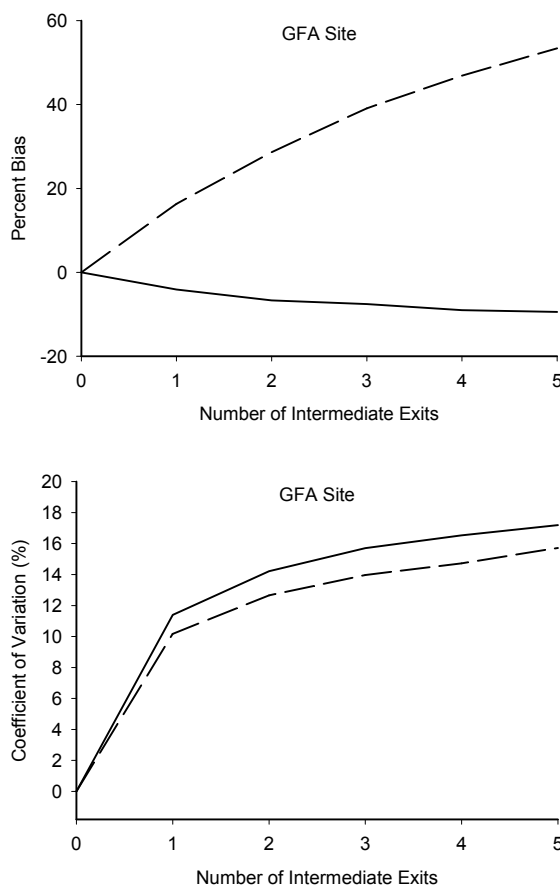 GFA Site
60
40
20
0
-20
Percent Bias
0 1 2 3 4 5
Number of Intermediate Exits
GFA Site
20
18
16
14
12
10
8
6
4
2
0
Coefficient of Variation (%)
0 1 2 3 4 5
Number of Intermediate Exits